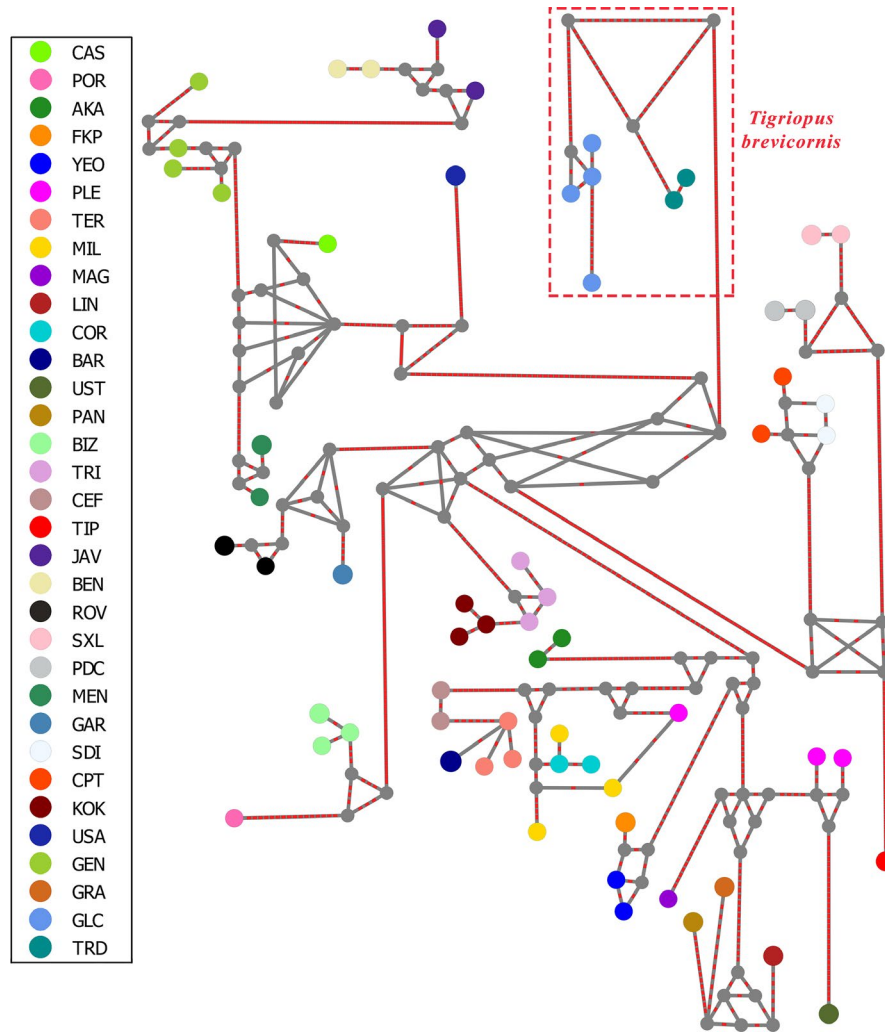 CAS
POR
AKA
FKP
YEO
PLE
TER
MIL
MAG
LIN
COR
BAR
UST
PAN
BIZ
TRI
CEF
TIP
JAV
BEN
ROV
SXL
PDC
MEN
GAR
SDI
CPT
KOK
USA
GEN
GRA
GLC
TRD
Tigriopus
brevicornis